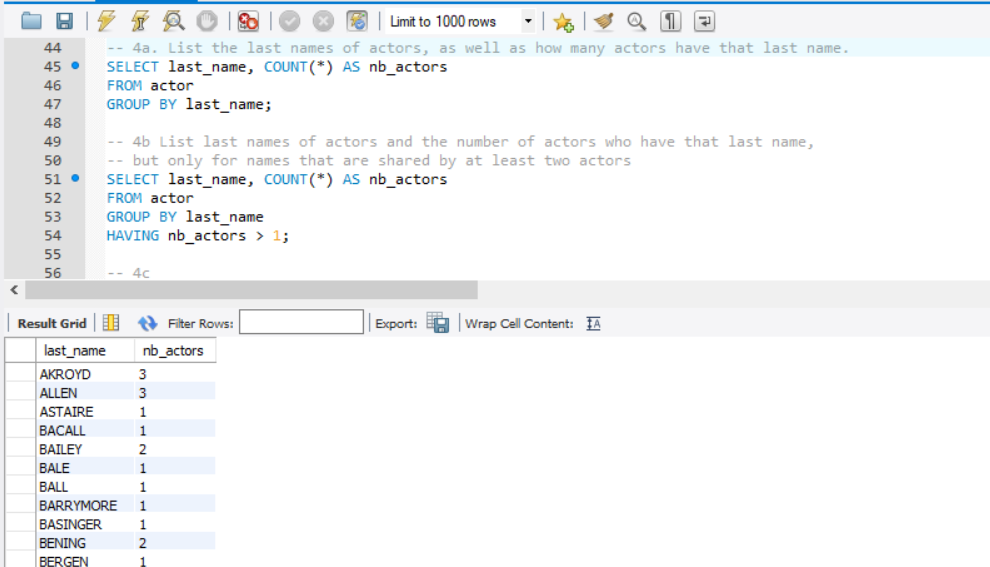 Limit to 1000 rows
44 -- 4a. List the last names of actors, as well as how many actors have that last name.
45 SELECT last_name, COUNT(*) AS nb_actors
46 FROM actor
47 GROUP BY last_name;
48
49 -- 4b List last names of actors and the number of actors who have that last name,
50 -- but only for names that are shared by at least two actors
51 SELECT last_name, COUNT(*) AS nb_actors
52 FROM actor
53 GROUP BY last_name
54 HAVING nb_actors > 1;
55
56 -- 4c
Result Grid Filter Rows: Export: Wrap Cell Content: IA
last_name nb_actors
AKROYD 3
ALLEN 3
ASTAIRE 1
BACALL 1
BAILEY 2
BALE 1
BALL 1
BARRYMORE 1
BASINGER 1
BENING 2
BERGEN 1